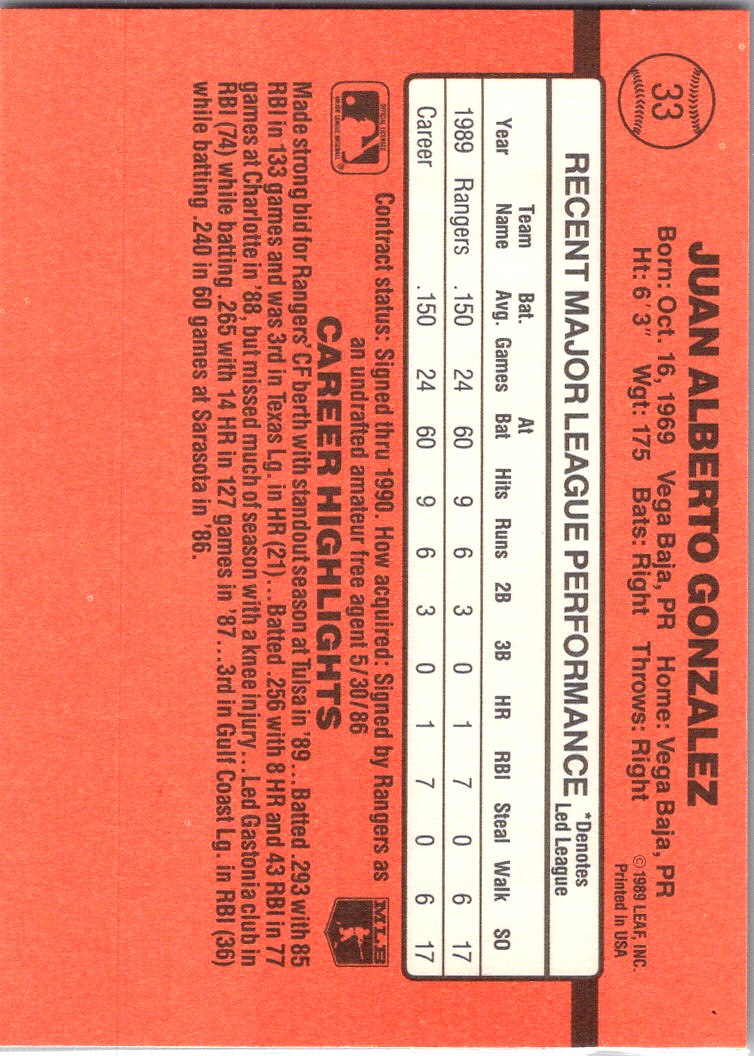 33
JUAN ALBERTO GONZALEZ
Born: Oct. 16, 1969 Vega Baja, PR Home: Vega Baja, PR
Ht: 6' 3" Wgt: 175 Bats: Right Throws: Right
© 1989 LEAF, INC.
Printed in USA
RECENT MAJOR LEAGUE PERFORMANCE
*Denotes
Led League
Year Team Name Bat. Avg. Games At Bat Hits Runs 2B 3B HR RBI Steal Walk SO
1989 Rangers .150 24 60 9 6 3 0 1 7 0 6 17
Career .150 24 60 9 6 3 0 1 7 0 6 17
OFFICIAL LICENSEE
MAJOR LEAGUE BASEBALL
®
Contract status: Signed thru 1990. How acquired: Signed by Rangers as
an undrafted amateur free agent 5/30/86
MLB
CAREER HIGHLIGHTS
Made strong bid for Rangers' CF berth with standout season at Tulsa in '89...Batted .293 with 85
RBI in 133 games and was 3rd in Texas Lg. in HR (21)...Batted .256 with 8 HR and 43 RBI in 77
games at Charlotte in '88, but missed much of season with a knee injury...Led Gastonia club in
RBI (74) while batting .265 with 14 HR in 127 games in '87...3rd in Gulf Coast Lg. in RBI (36)
while batting .240 in 60 games at Sarasota in '86.